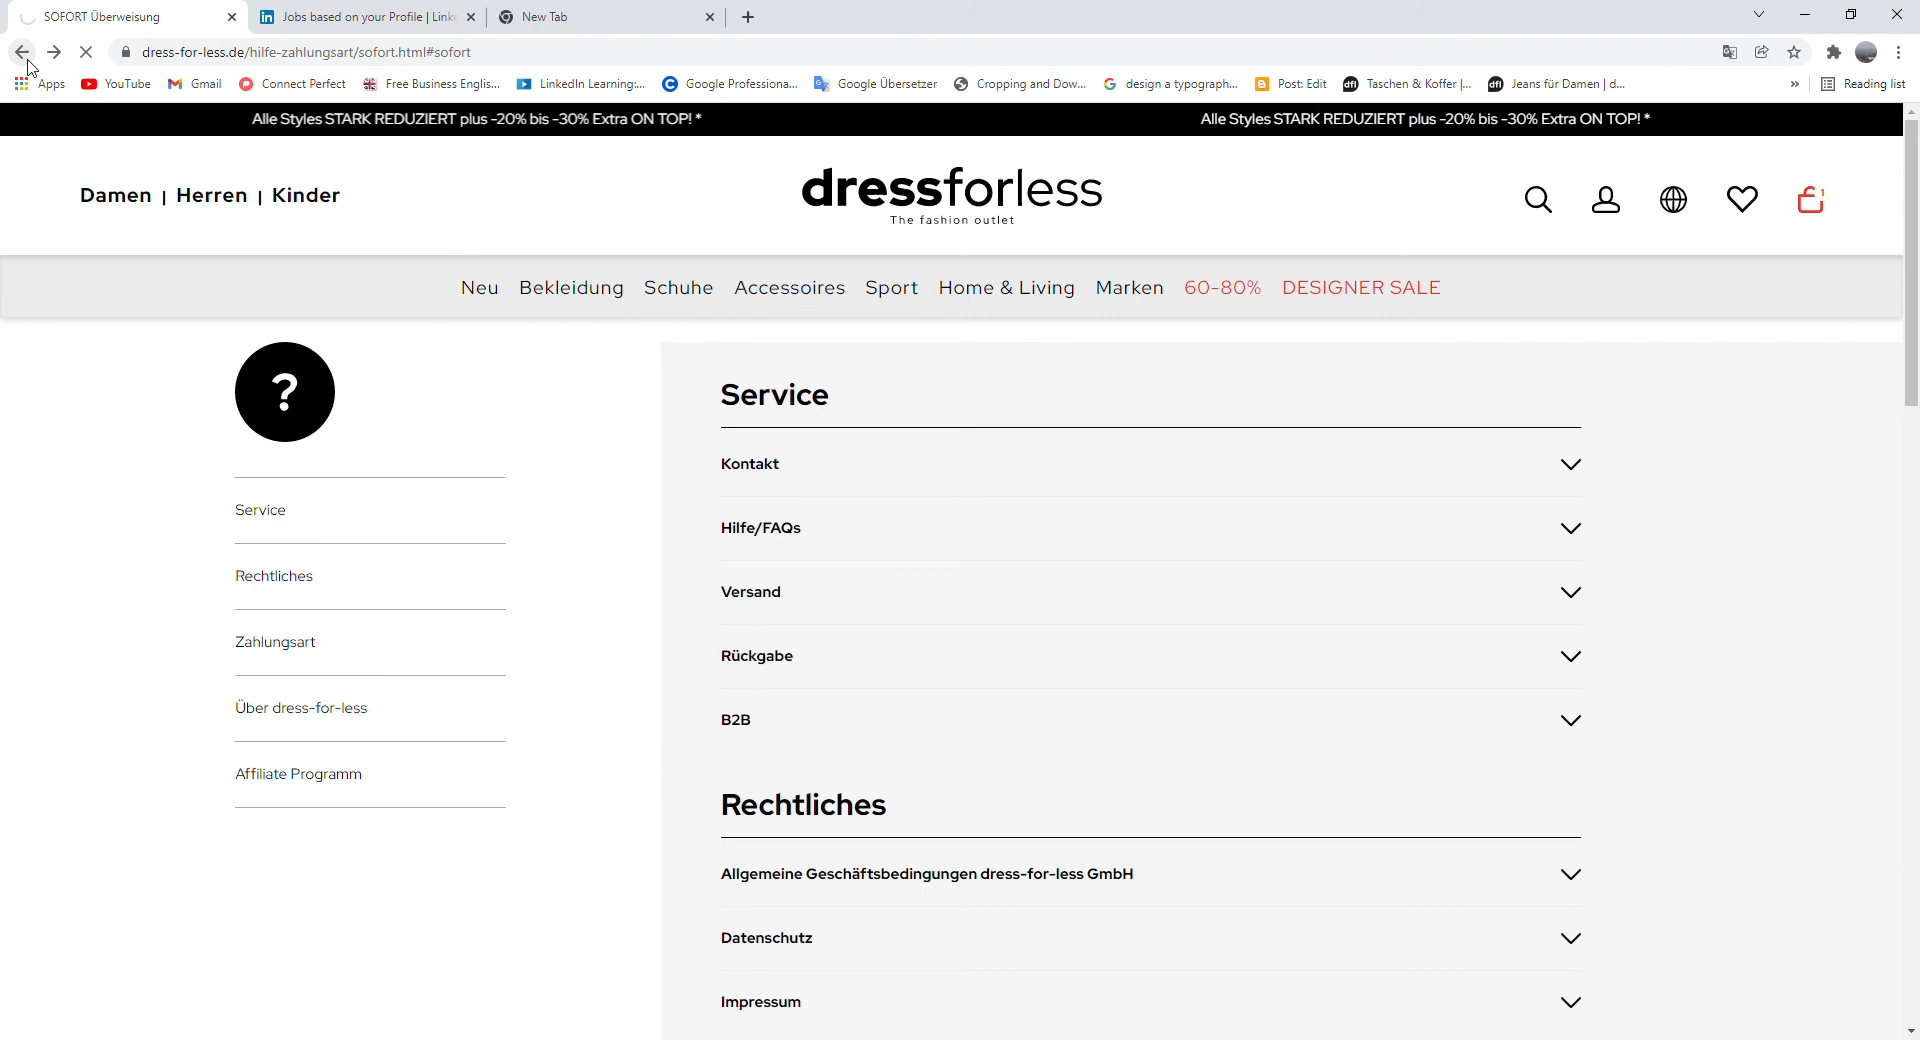 SOFORT Überweisung
Jobs based on your Profile | Linke
New Tab
dress-for-less.de/hilfe-zahlungsart/sofort.html#sofort
Apps
YouTube
Gmail
Connect Perfect
Free Business Englis...
LinkedIn Learning:...
Google Professiona...
Google Übersetzer
Cropping and Dow...
design a typograph...
Post: Edit
Taschen & Koffer |...
Jeans für Damen | d...
»
Reading list
Alle Styles STARK REDUZIERT plus -20% bis -30% Extra ON TOP! *
Alle Styles STARK REDUZIERT plus -20% bis -30% Extra ON TOP! *
Damen | Herren | Kinder
dressforless
The fashion outlet
1
Neu Bekleidung Schuhe Accessoires Sport Home & Living Marken 60-80% DESIGNER SALE
?
Service
Rechtliches
Zahlungsart
Über dress-for-less
Affiliate Programm
Service
Kontakt
Hilfe/FAQs
Versand
Rückgabe
B2B
Rechtliches
Allgemeine Geschäftsbedingungen dress-for-less GmbH
Datenschutz
Impressum